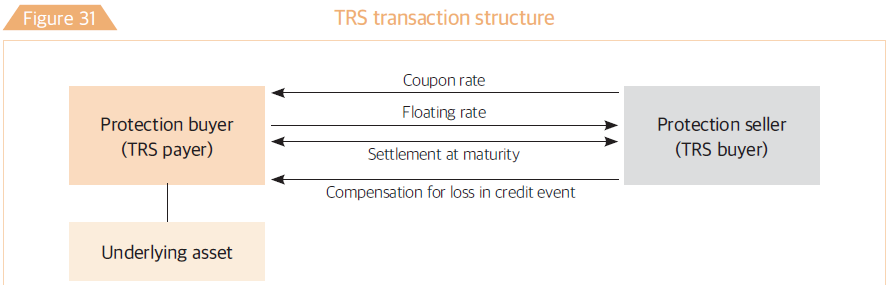 Figure 31
TRS transaction structure
Coupon rate
Floating rate
Protection buyer
(TRS payer)
Protection seller
(TRS buyer)
Settlement at maturity
Compensation for loss in credit event
Underlying asset